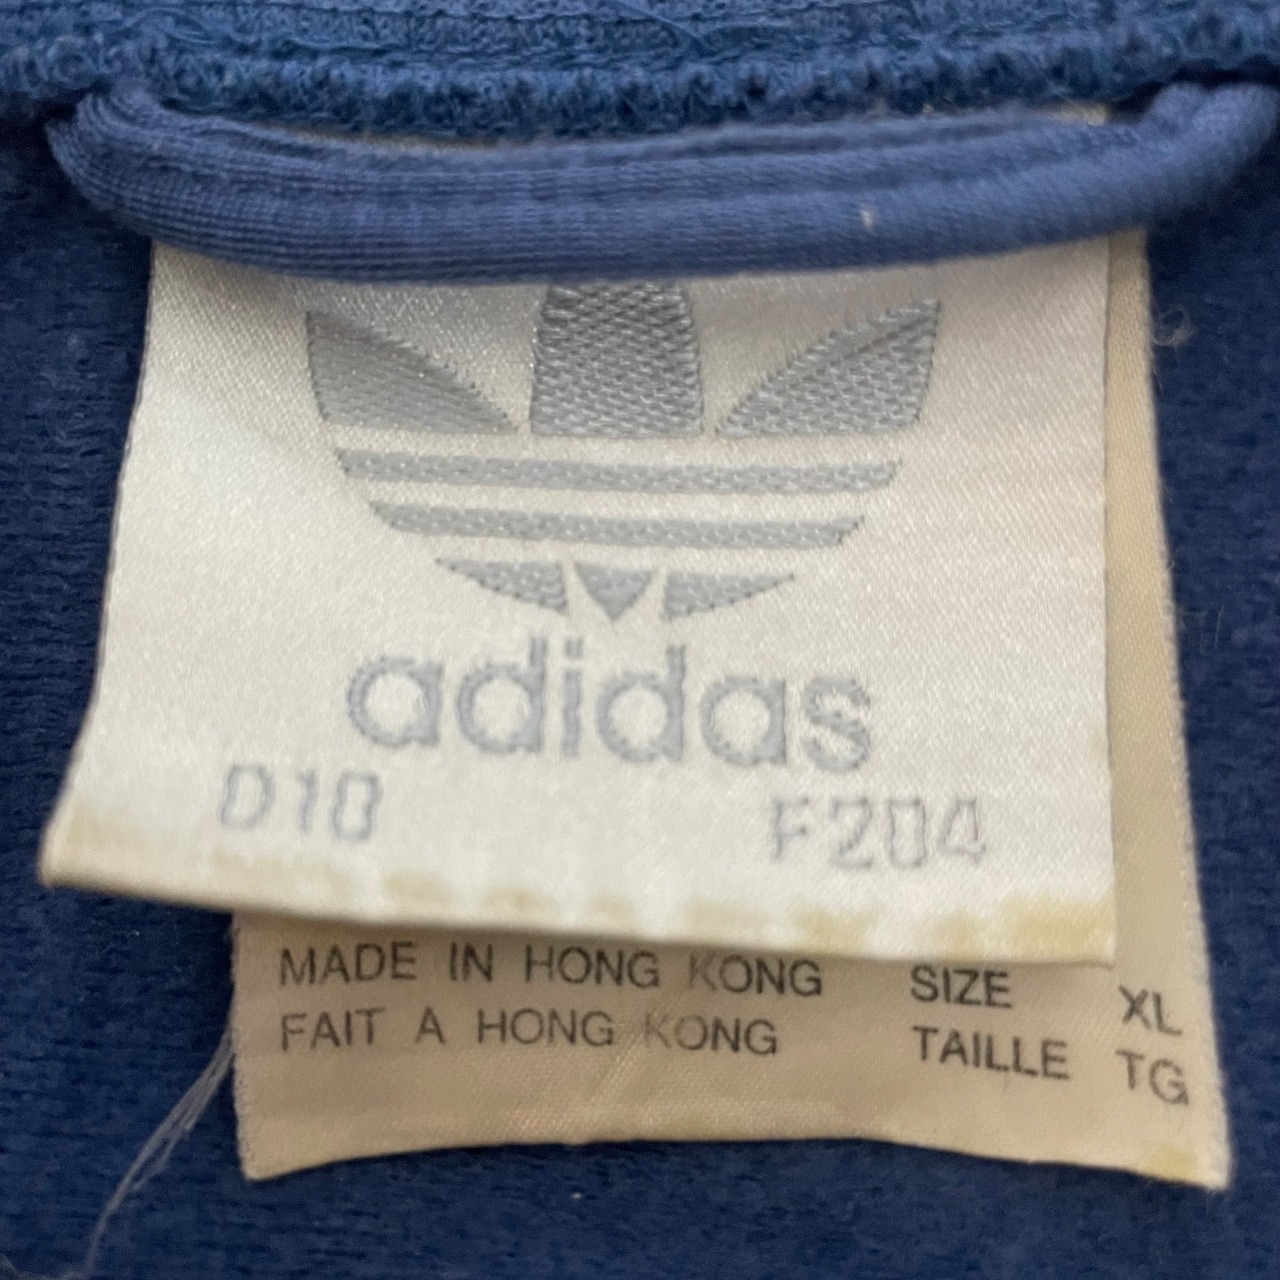 adidas
D10 F204
MADE IN HONG KONG SIZE XL
FAIT A HONG KONG TAILLE TG